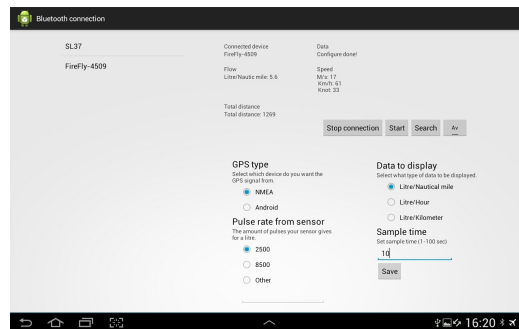 Bluetooth connection
SL37
FireFly-4509
Connected device
FireFly-4509
Data
Configure done!
Flow
Litre/Nautic mile: 5.6
Speed
M/s: 17
Km/h: 61
Knot: 33
Total distance
Total distance: 1269
Stop connection
Start
Search
Av
GPS type
Select which device do you want the
GPS signal from.
NMEA
Android
Pulse rate from sensor
The amount of pulses your sensor gives
for a litre.
2500
8500
Other
Data to display
Select what type of data to be displayed.
Litre/Nautical mile
Litre/Hour
Litre/Kilometer
Sample time
Set sample time (1-100 sec)
10
Save
16:20